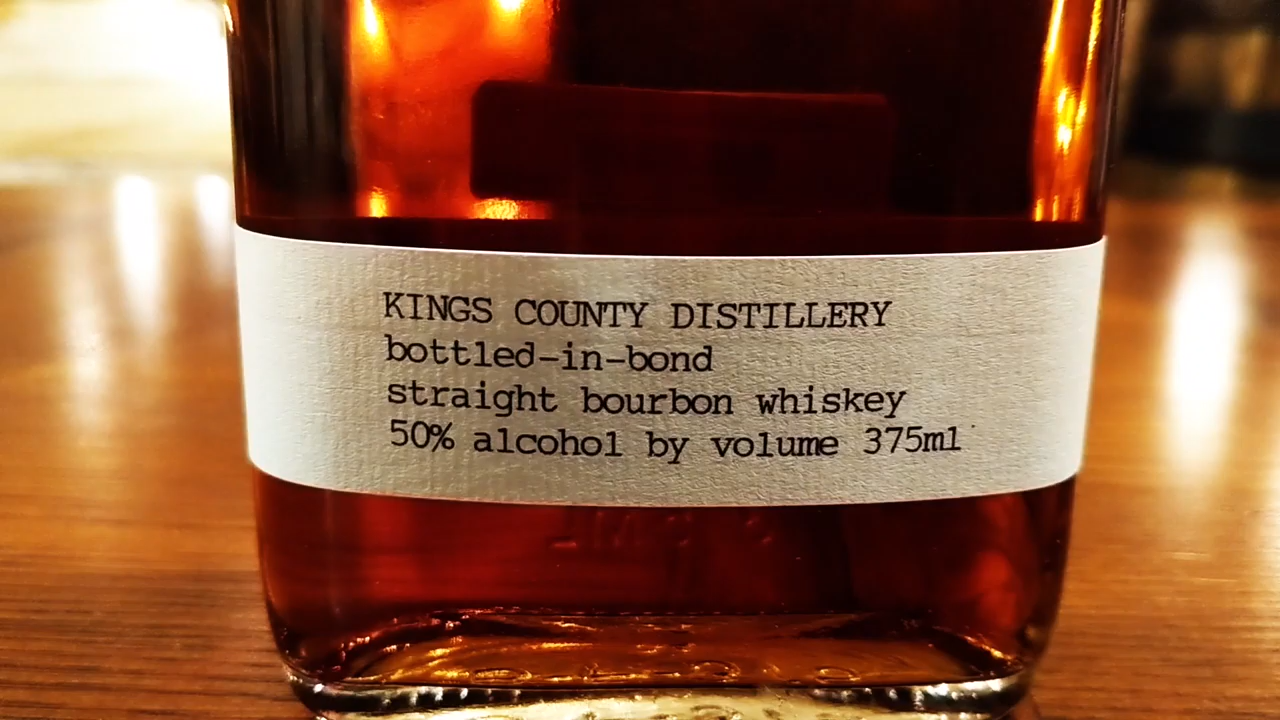 KINGS COUNTY DISTILLERY
bottled-in-bond
straight bourbon whiskey
50% alcohol by volume 375ml